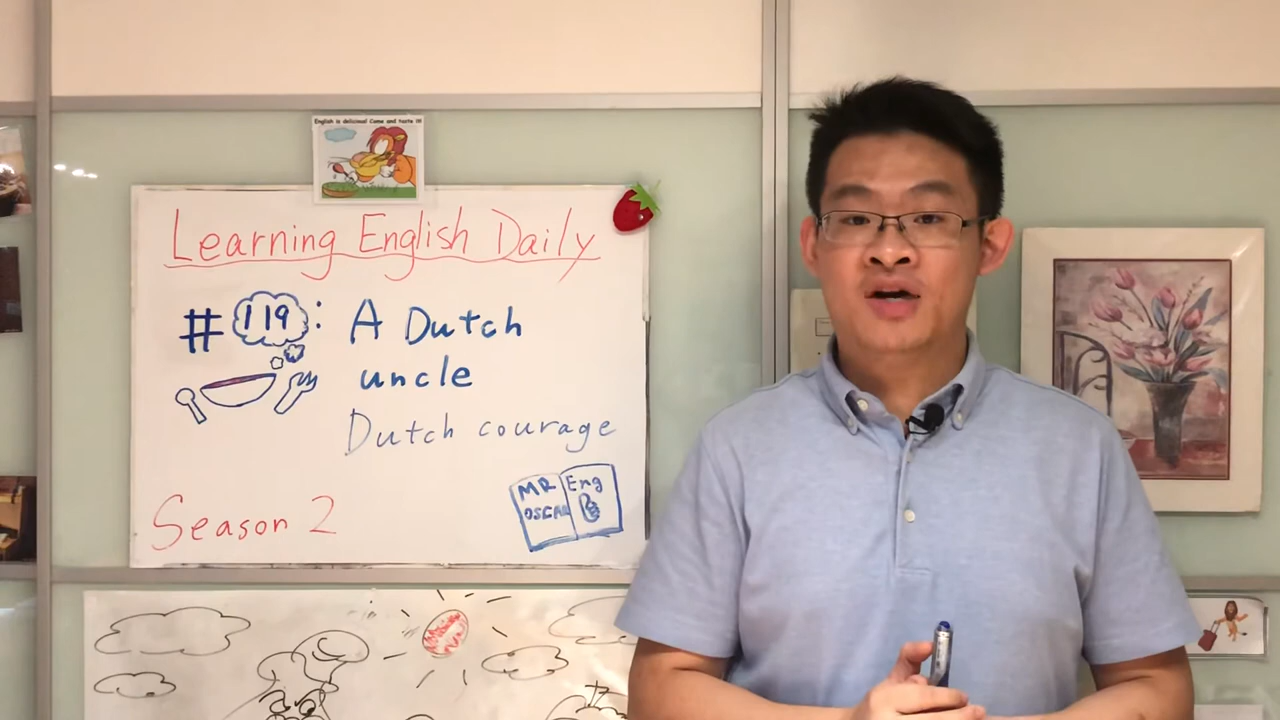 English is delicious! Come and taste it!
Learning English Daily
#119: A Dutch
uncle
Dutch courage
Season 2
MR Eng
OSCAR